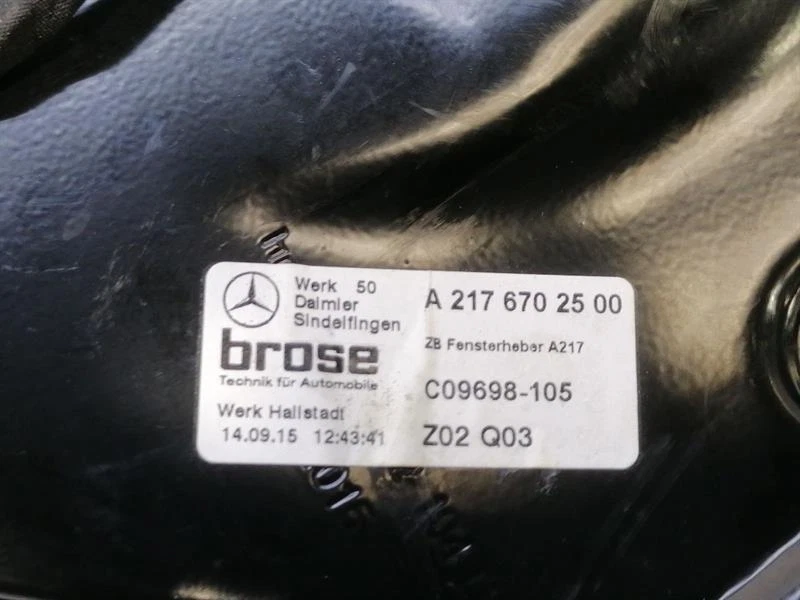 Werk 50
Daimler
Sindelfingen
brose
Technik für Automobile
Werk Hallstadt
14.09.15 12:43:41
A 217 670 25 00
ZB Fensterheber A217
C09698-105
Z02 Q03